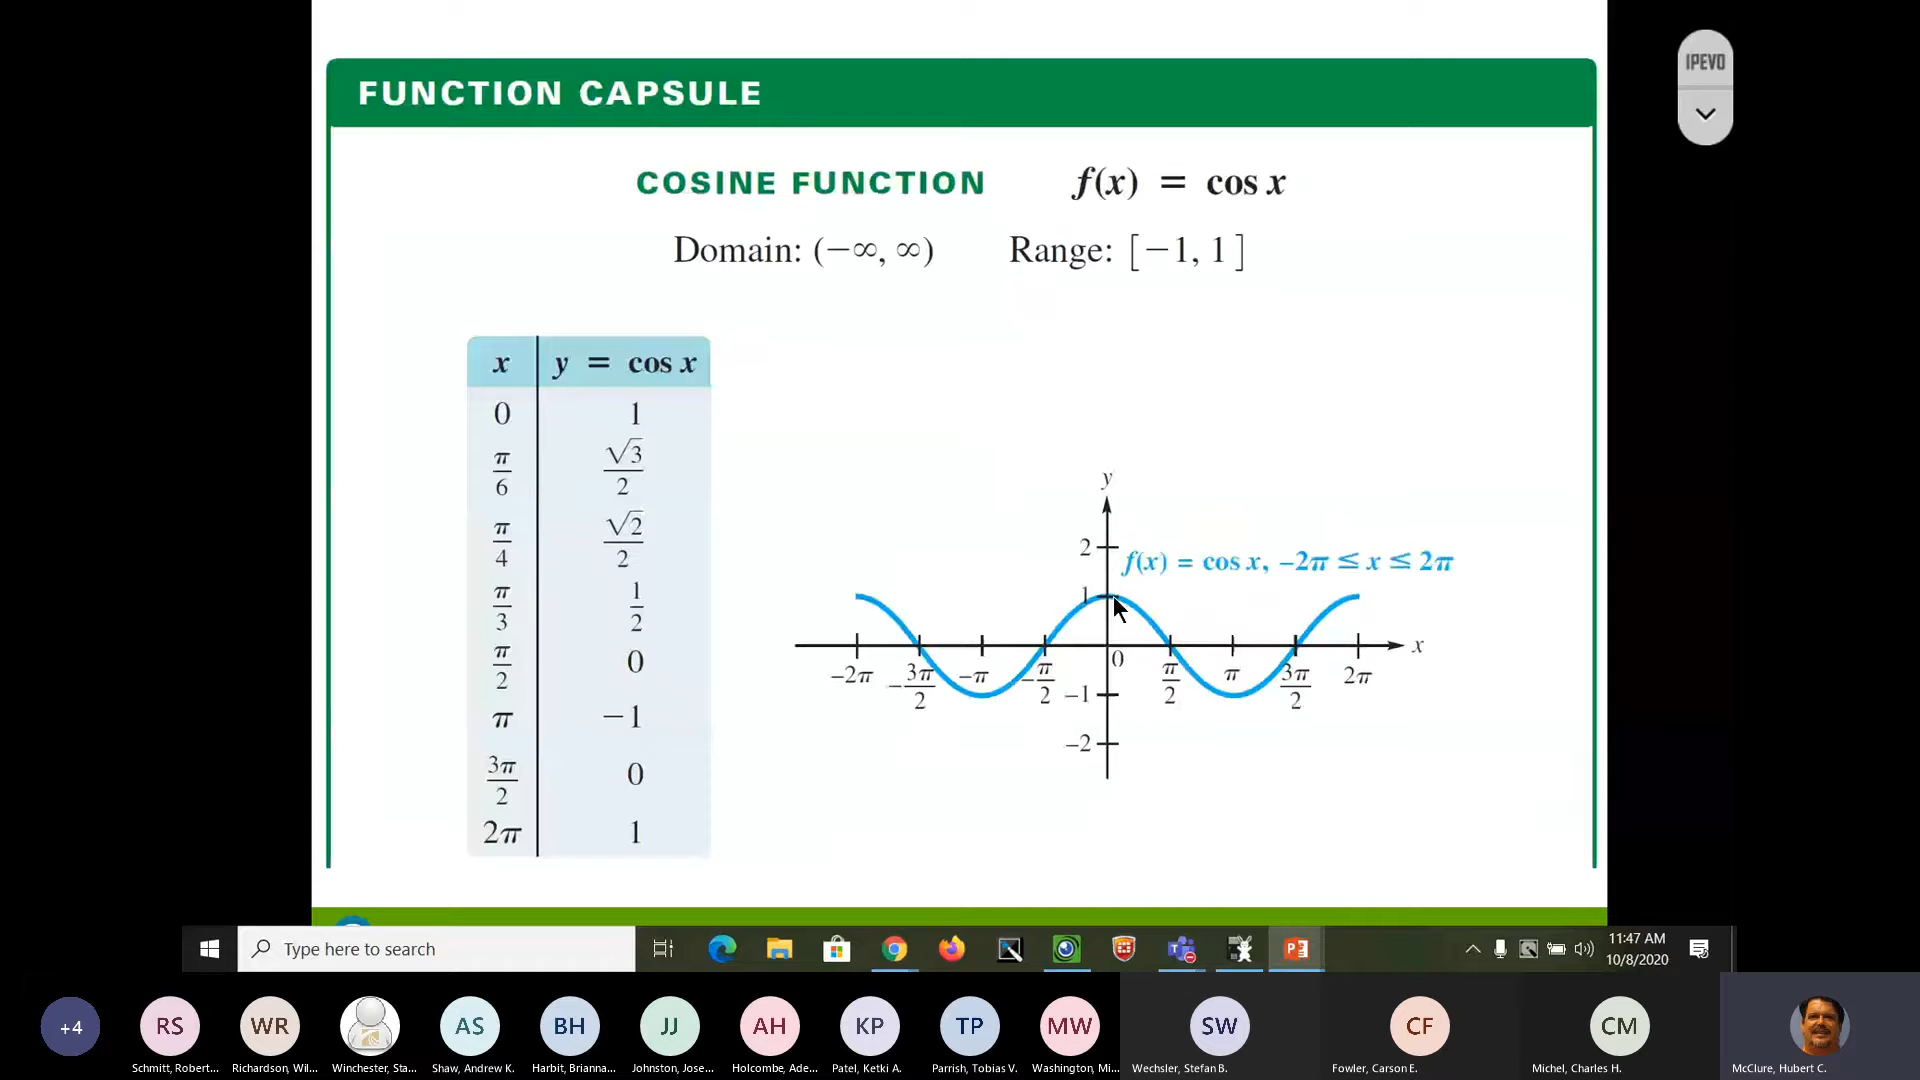 IPEVO
FUNCTION CAPSULE
COSINE FUNCTION f(x) = cos x
Domain: (−∞, ∞) Range: [−1, 1]
x y = cos x
0 1
π/6 √3/2
π/4 √2/2
π/3 1/2
π/2 0
π −1
3π/2 0
2π 1
y
2
f(x) = cos x, −2π ≤ x ≤ 2π
1
x
0
−2π −3π/2 −π −π/2 π/2 π 3π/2 2π
−1
−2
Type here to search
11:47 AM
10/8/2020
+4 RS WR AS BH JJ AH KP TP MW SW CF CM
Schmitt, Robert... Richardson, Wil... Winchester, Sta... Shaw, Andrew K. Harbit, Brianna... Johnston, Jose... Holcombe, Ade... Patel, Ketki A. Parrish, Tobias V. Washington, Mi... Wechsler, Stefan B. Fowler, Carson E. Michel, Charles H. McClure, Hubert C.